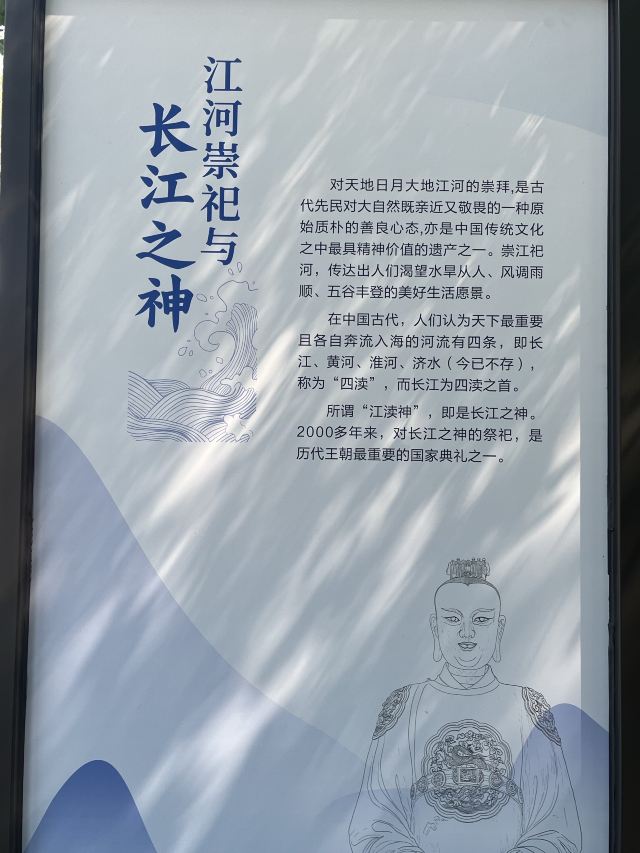 江河崇祀与
长江之神
对天地日月大地江河的崇拜,是古
代先民对大自然既亲近又敬畏的一种原
始质朴的善良心态,亦是中国传统文化
之中最具精神价值的遗产之一。崇江祀
河，传达出人们渴望水旱从人、风调雨
顺、五谷丰登的美好生活愿景。
在中国古代，人们认为天下最重要
且各自奔流入海的河流有四条，即长
江、黄河、淮河、济水（今已不存），
称为“四渎”，而长江为四渎之首。
所谓“江渎神”，即是长江之神。
2000多年来，对长江之神的祭祀，是
历代王朝最重要的国家典礼之一。